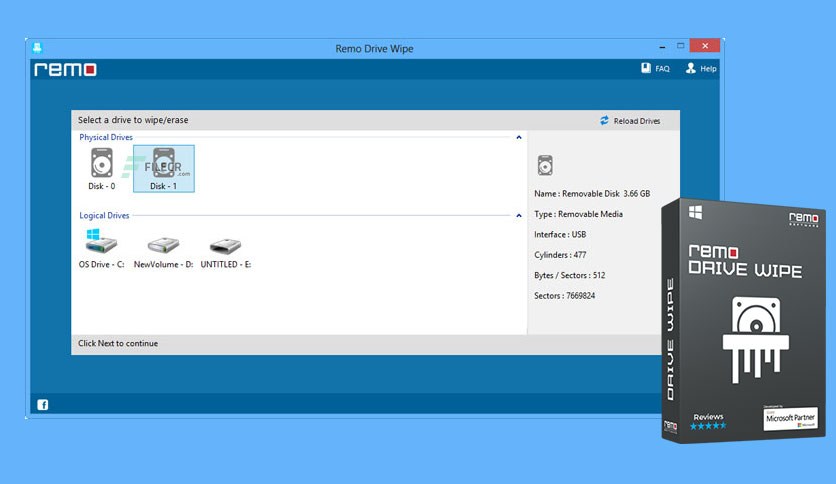 Remo Drive Wipe
remo
FAQ
Help
Select a drive to wipe/erase
Reload Drives
Physical Drives
Disk - 0
Disk - 1
FILECR
.com
Logical Drives
OS Drive - C:
NewVolume - D:
UNTITLED - E:
Name : Removable Disk 3.66 GB
Type : Removable Media
Interface : USB
Cylinders : 477
Bytes / Sectors : 512
Sectors : 7669824
Click Next to continue
f
remo
SOFTWARE
remo
DRIVE WIPE
DRIVE WIPE
remo
Reviews
Microsoft Partner
Microsoft